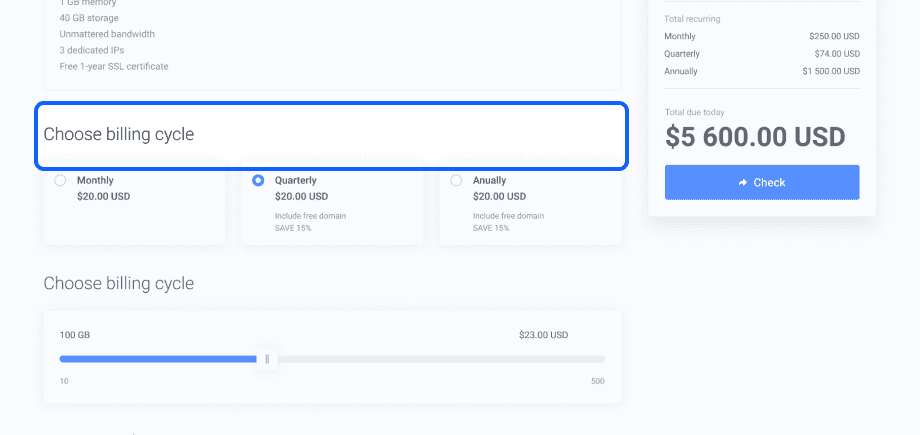 1 GB memory
40 GB storage
Unmattered bandwidth
3 dedicated IPs
Free 1-year SSL certificate
Choose billing cycle
Monthly
$20.00 USD
Quarterly
$20.00 USD
Include free domain
SAVE 15%
Anually
$20.00 USD
Include free domain
SAVE 15%
Choose billing cycle
100 GB $23.00 USD
10 500
Total recurring
Monthly $250.00 USD
Quarterly $74.00 USD
Annually $1 500.00 USD
Total due today
$5 600.00 USD
Check